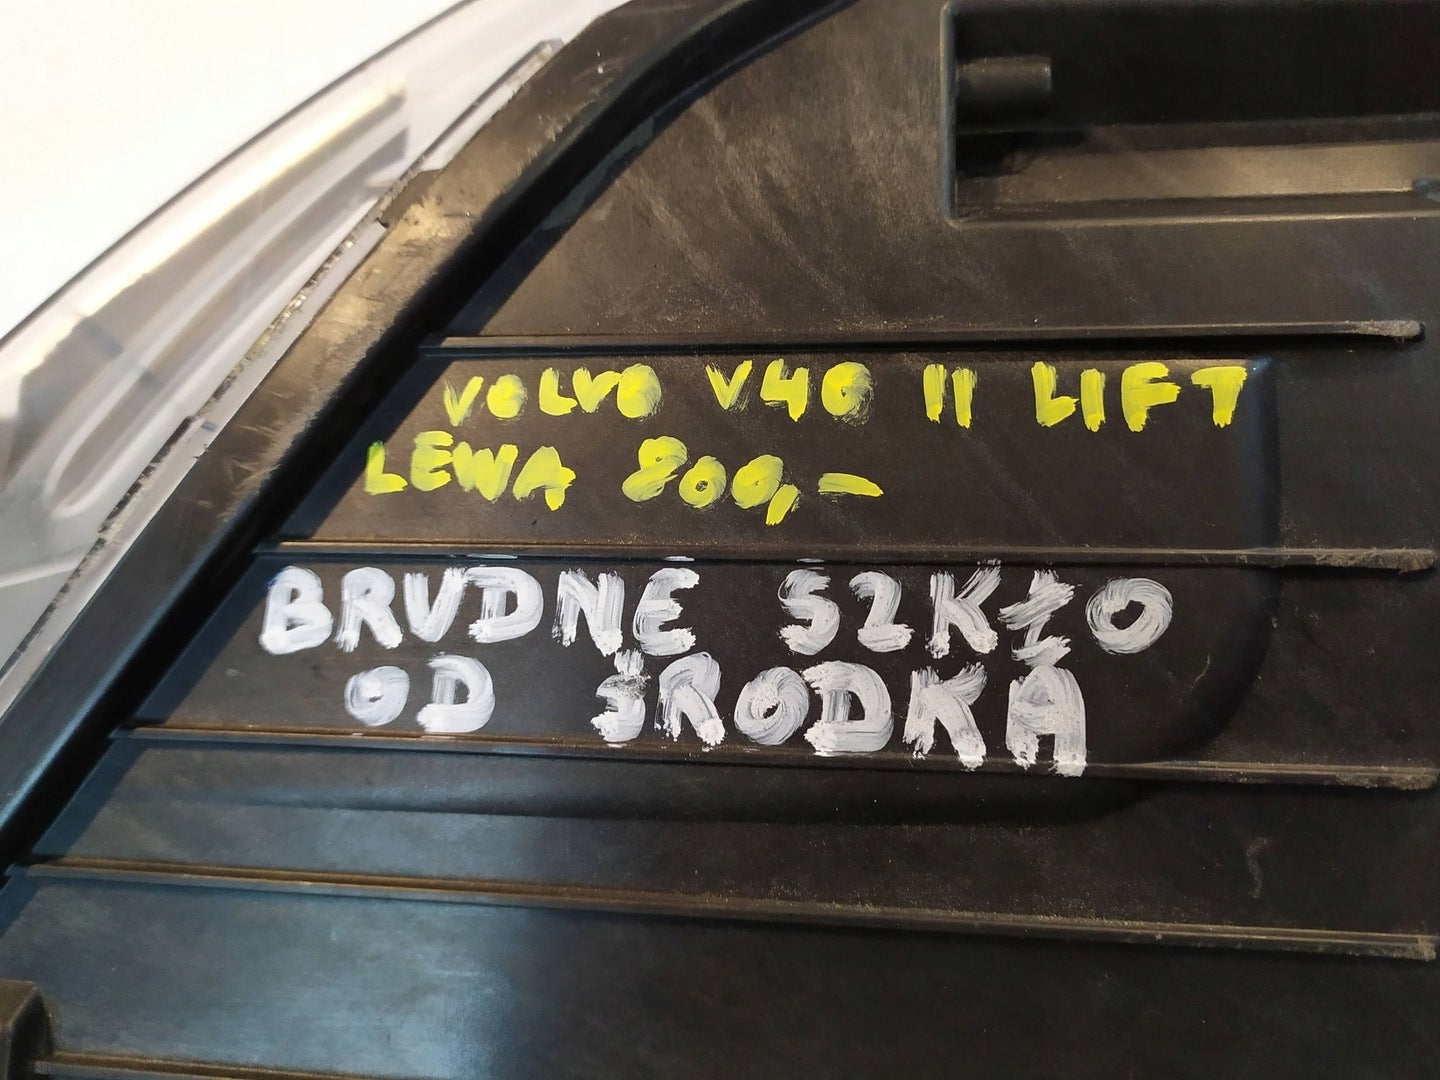 VOLVO V40 II LIFT
LEWA 800,-
BRUDNE SZKŁO
OD ŚRODKA